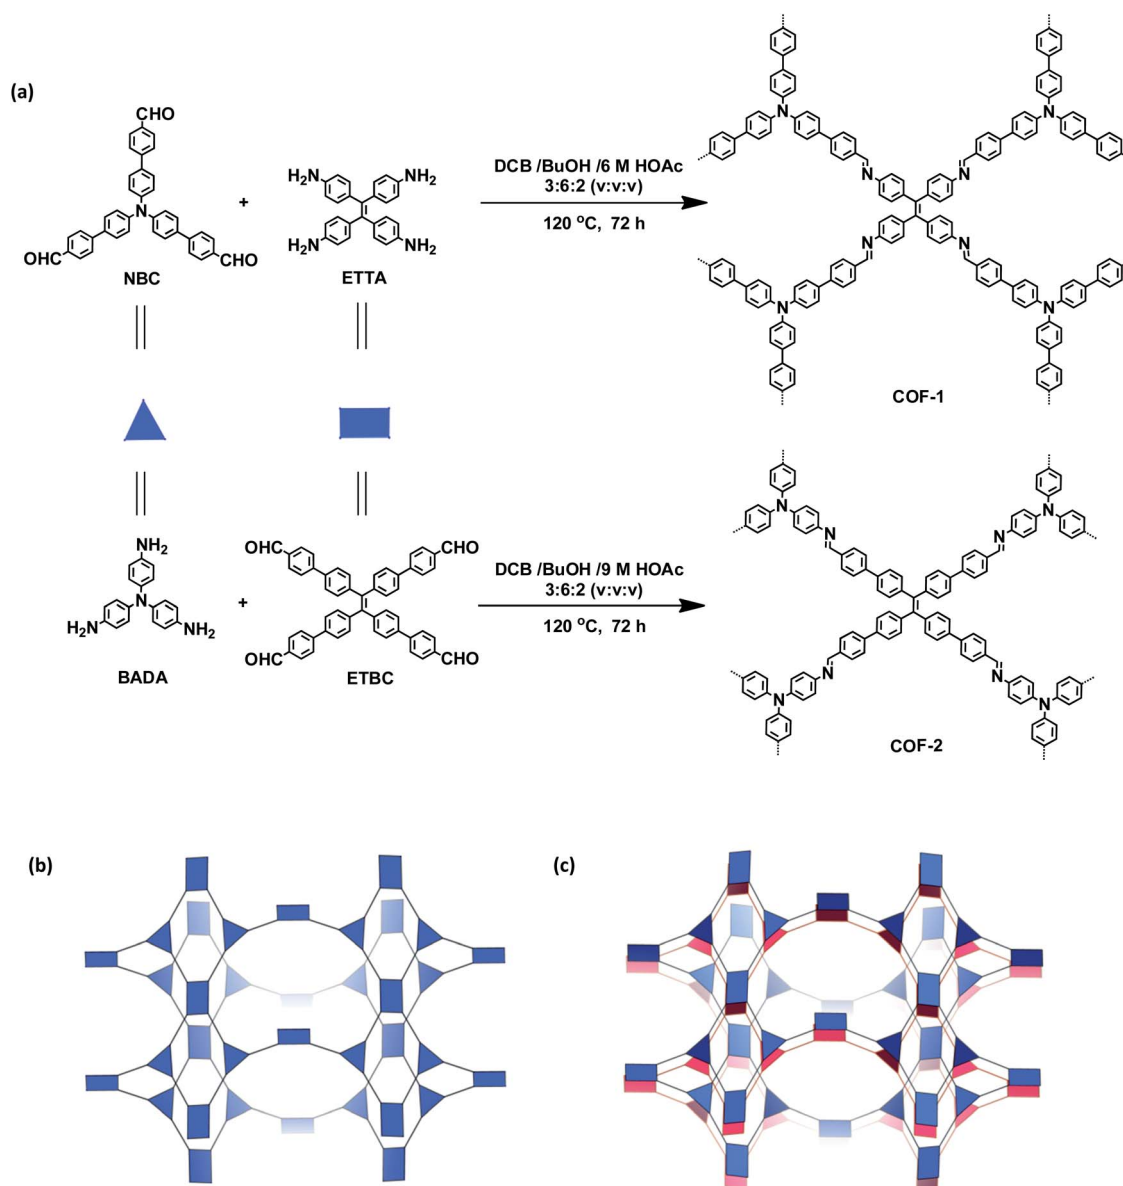 (a)
CHO
N
OHC
CHO
NBC
+
H2N
NH2
H2N
NH2
ETTA
DCB /BuOH /6 M HOAc
3:6:2 (v:v:v)
120 °C, 72 h
N
N
N
N
N
N
N
N
COF-1
NH2
N
H2N
NH2
BADA
+
OHC
CHO
OHC
CHO
ETBC
DCB /BuOH /9 M HOAc
3:6:2 (v:v:v)
120 °C, 72 h
N
N
N
N
N
N
N
N
COF-2
(b)
(c)